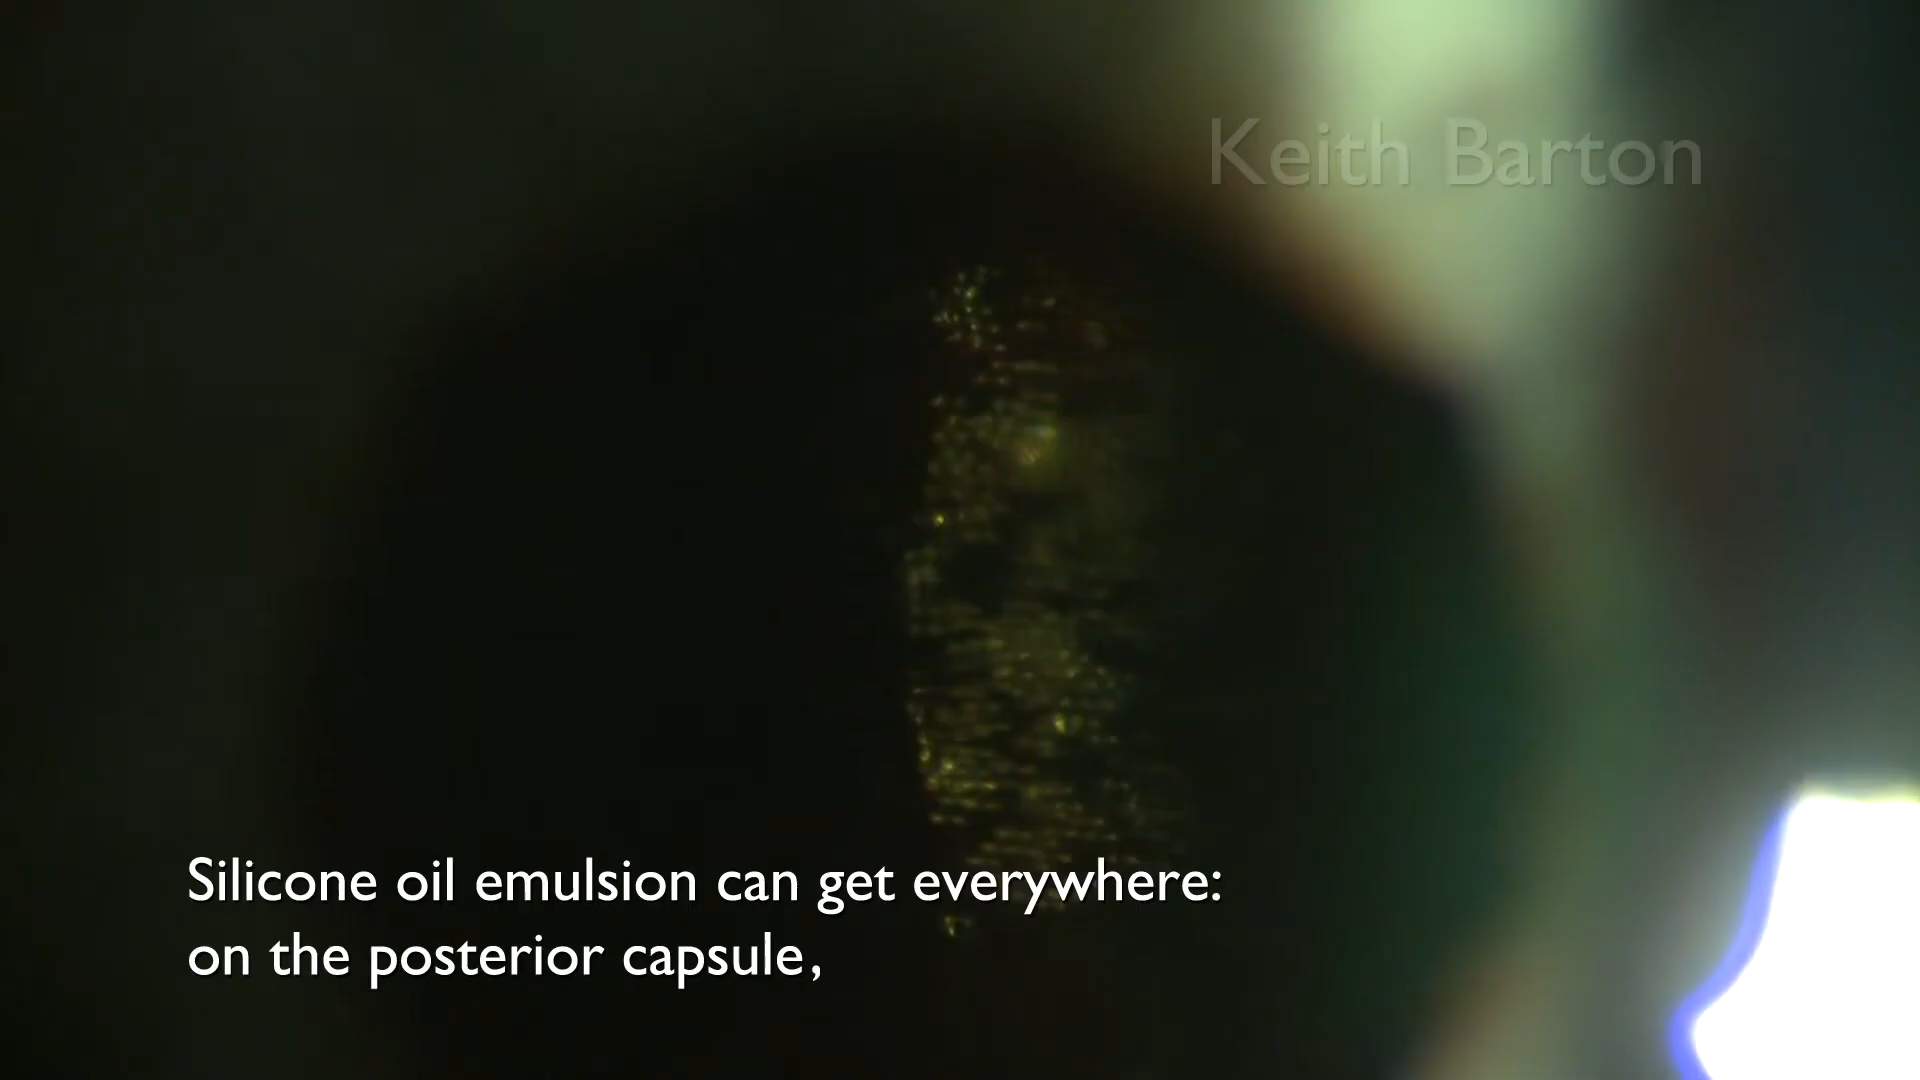 Keith Barton
Silicone oil emulsion can get everywhere:
on the posterior capsule,